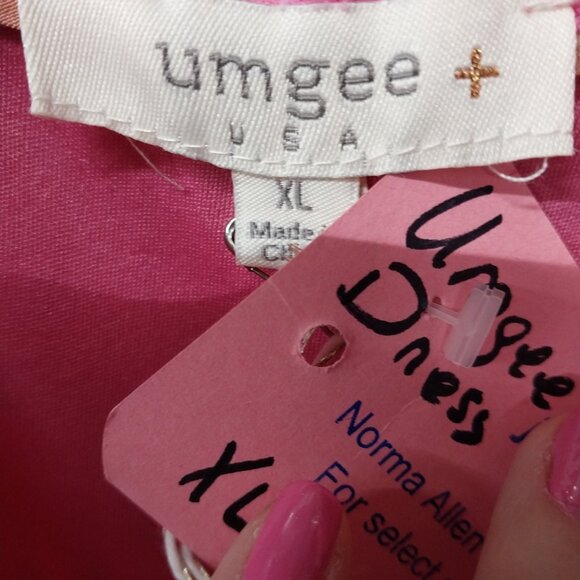 umgee +
USA
XL
Made
Umgee
Dress
XL
Norma Allen
For select